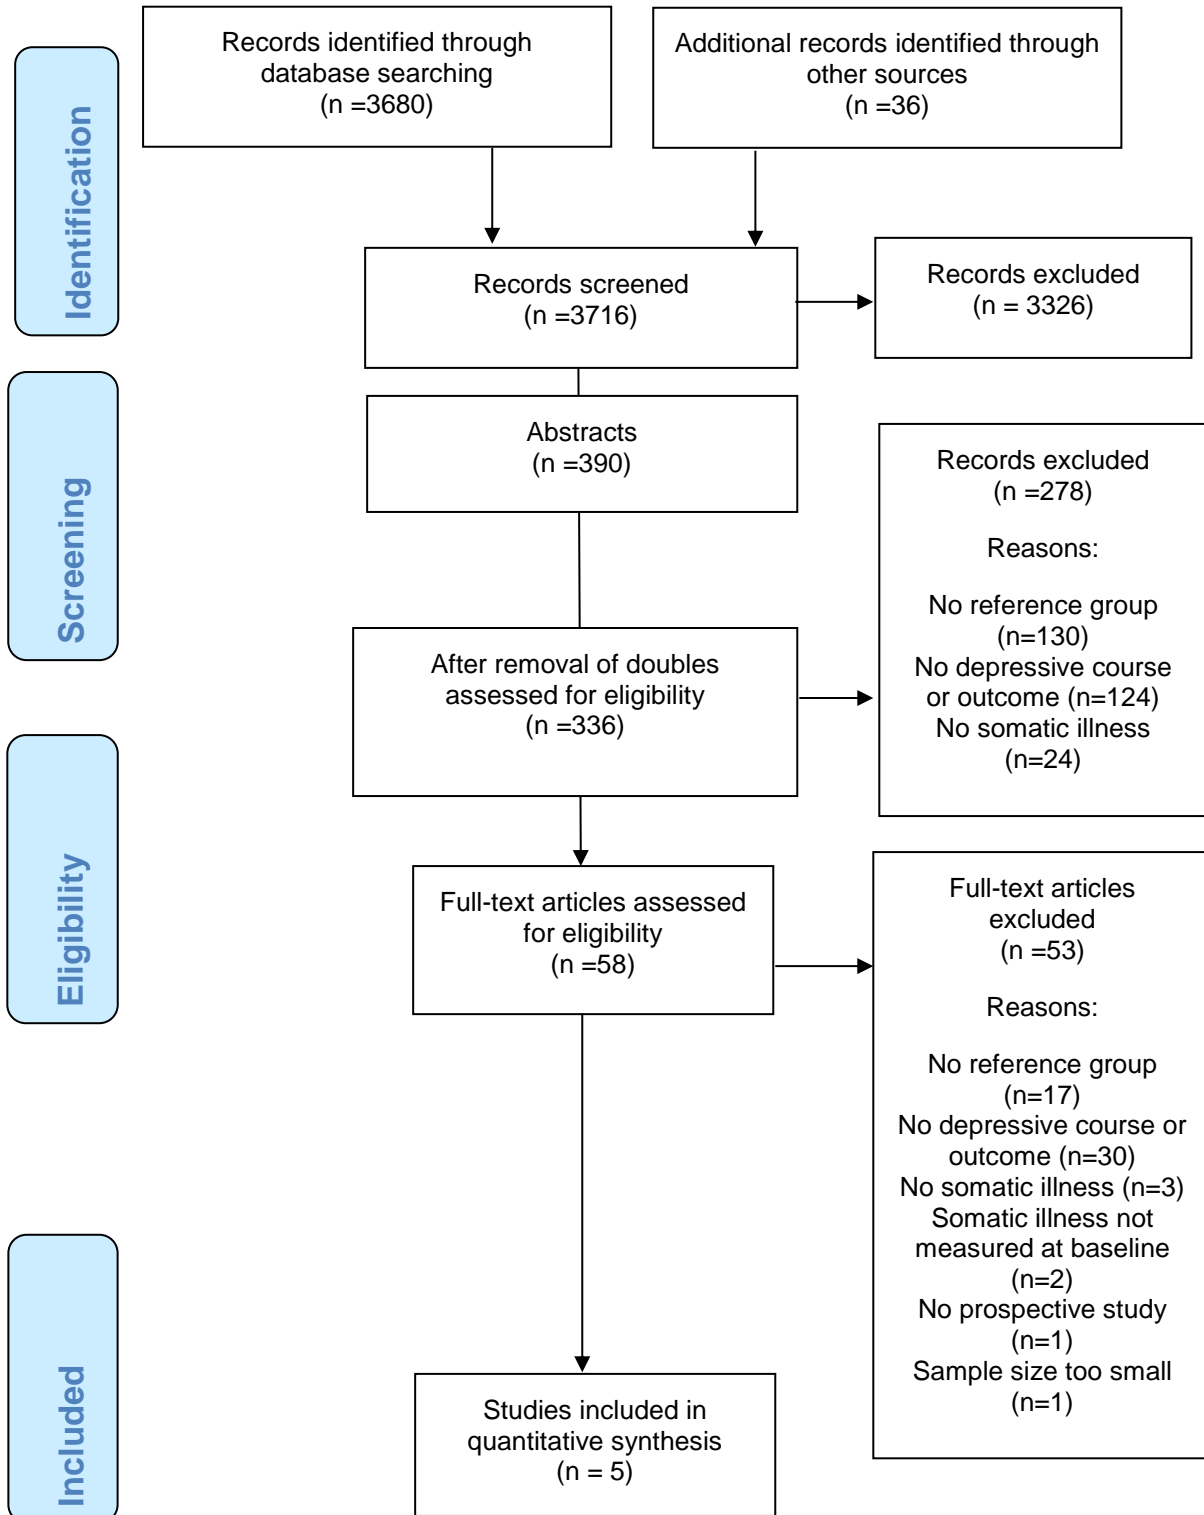 Records identified through
database searching
(n =3680)
Additional records identified through
other sources
(n =36)
Identification
Records screened
(n =3716)
Records excluded
(n = 3326)
Screening
Abstracts
(n =390)
Records excluded
(n =278)
Reasons:
No reference group
(n=130)
No depressive course
or outcome (n=124)
No somatic illness
(n=24)
After removal of doubles
assessed for eligibility
(n =336)
Eligibility
Full-text articles assessed
for eligibility
(n =58)
Full-text articles
excluded
(n =53)
Reasons:
No reference group
(n=17)
No depressive course or
outcome (n=30)
No somatic illness (n=3)
Somatic illness not
measured at baseline
(n=2)
No prospective study
(n=1)
Sample size too small
(n=1)
Included
Studies included in
quantitative synthesis
(n = 5)